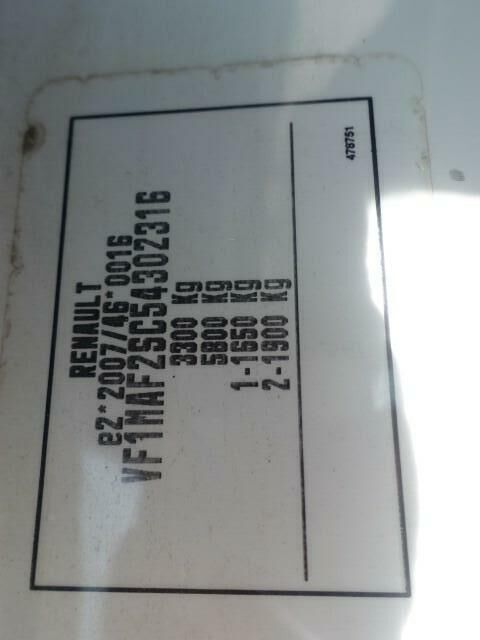 RENAULT
e2*2007/46*0016
VF1MAF2SC54302316
3300 Kg
5800 Kg
1-1650 Kg
2-1900 Kg
478751